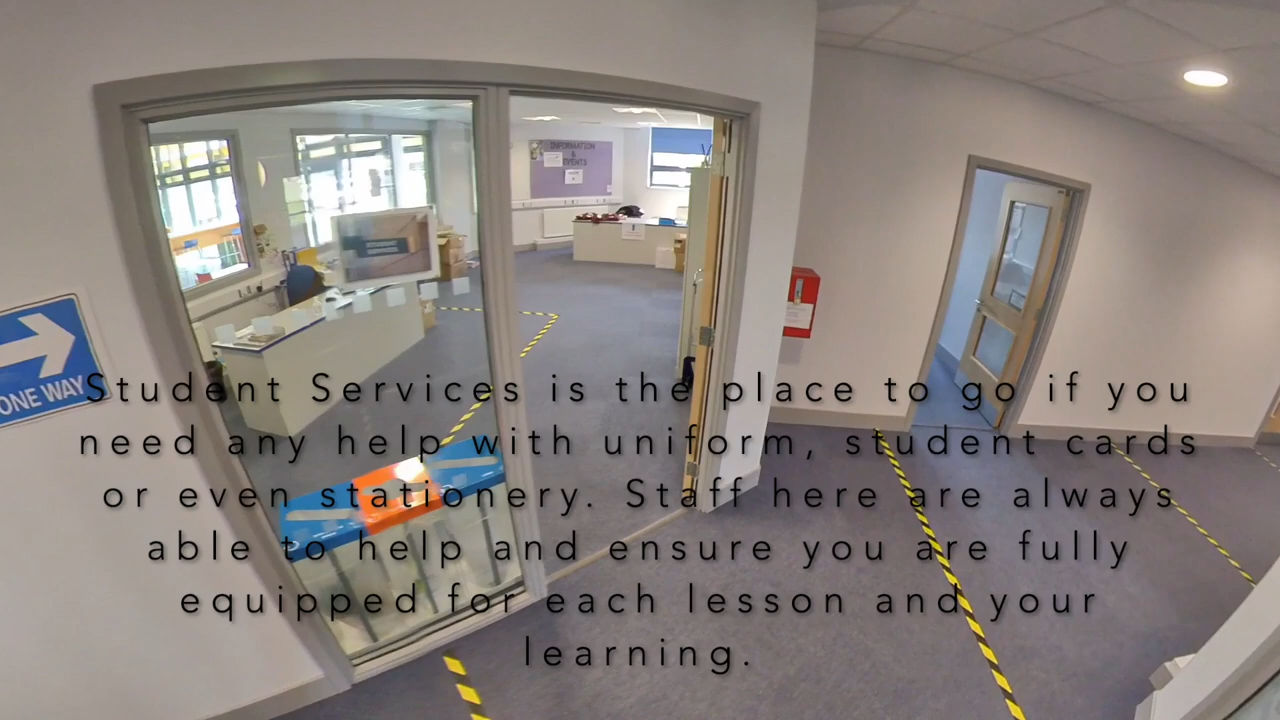 INFORMATION
&
EVENTS
STUDENT
SERVICES
ONE WAY
Student Services is the place to go if you
need any help with uniform, student cards
or even stationery. Staff here are always
able to help and ensure you are fully
equipped for each lesson and your
learning.